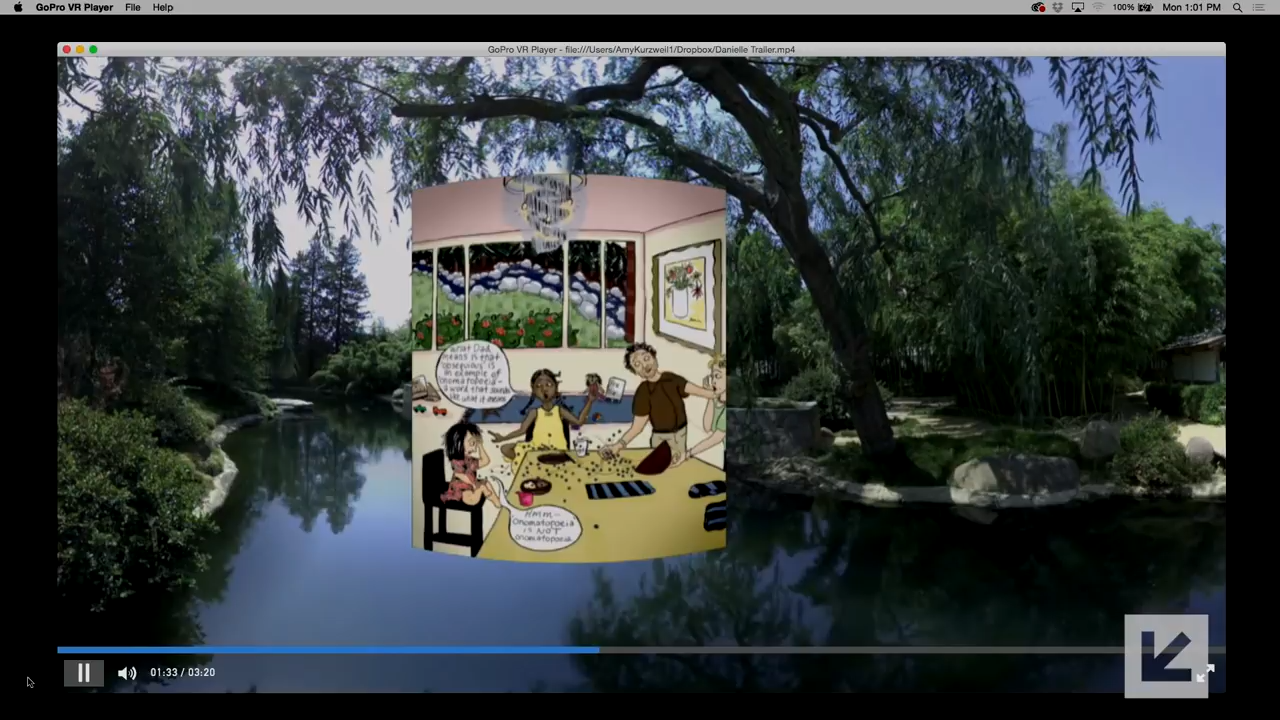 GoPro VR Player File Help
100% Mon 1:01 PM
GoPro VR Player - file:///Users/AmyKurzweil1/Dropbox/Danielle Trailer.mp4
What Dad
means is that
"obsequious" is
an example of
onomatopoeia -
a word that sounds
like what it means
Hmm-
Onomatopoeia
is NOT
onomatopoeia
01:33 / 03:20